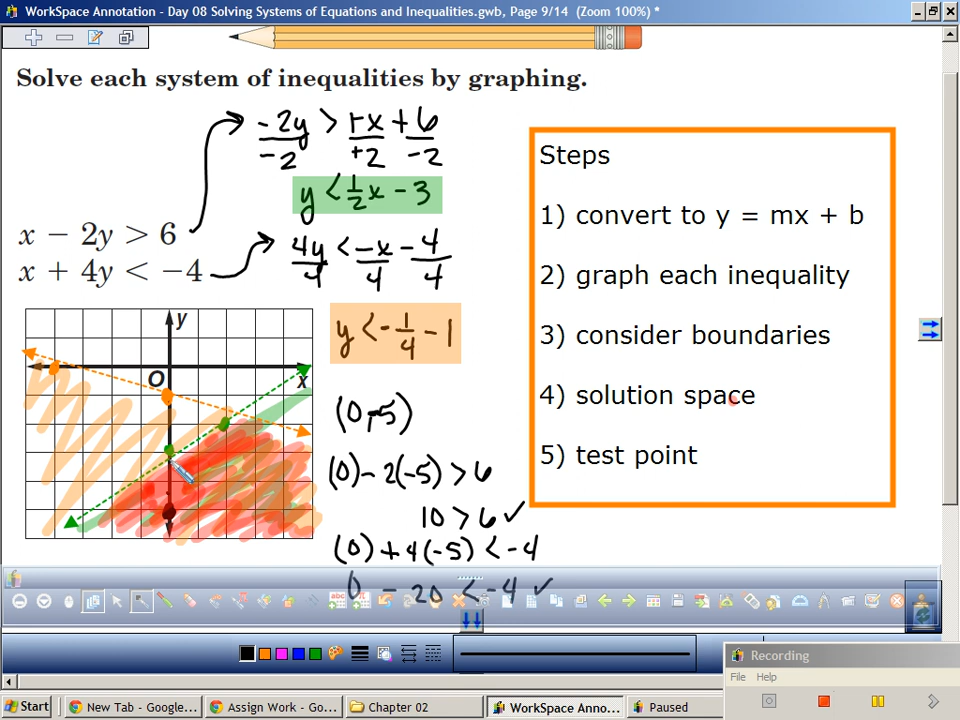 WorkSpace Annotation - Day 08 Solving Systems of Equations and Inequalities.gwb, Page 9/14 (Zoom 100%) *
Solve each system of inequalities by graphing.
-2y > -x + 6
-2 +2 -2
y < 1/2 x - 3
x − 2y > 6
x + 4y < −4
4y < -x - 4
4 4 4
y < - 1/4 - 1
y
O
x
(0,-5)
(0) - 2(-5) > 6
10 > 6 ✓
(0) + 4(-5) < -4
0 - 20 < -4 ✓
Steps
1) convert to y = mx + b
2) graph each inequality
3) consider boundaries
4) solution space
5) test point
Recording
File Help
Start
New Tab - Google...
Assign Work - Go...
Chapter 02
WorkSpace Anno...
Paused